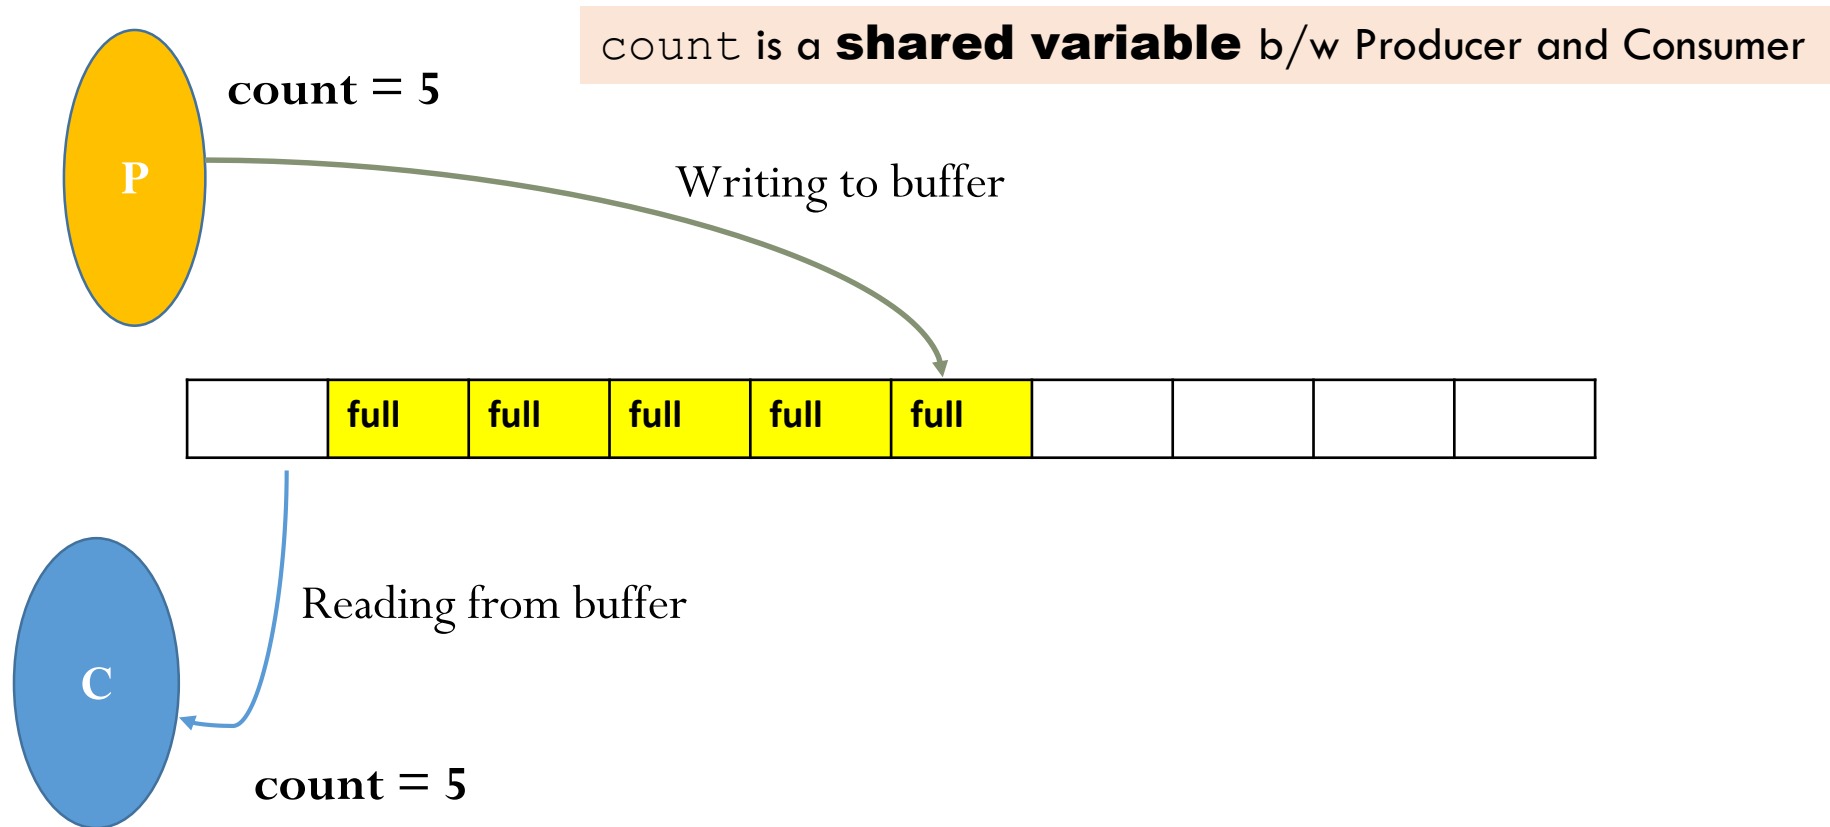 count is a shared variable b/w Producer and Consumer
count = 5
P
Writing to buffer
full full full full full
Reading from buffer
C
count = 5